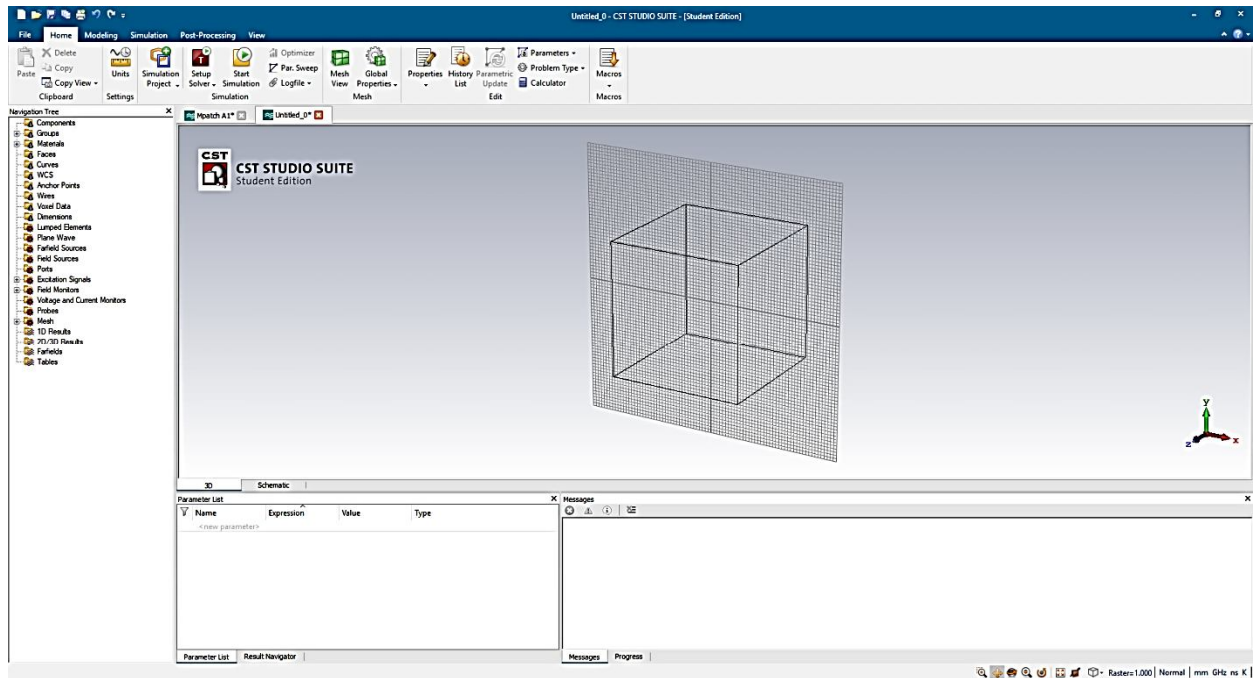 Untitled_0 - CST STUDIO SUITE - [Student Edition]
File Home Modeling Simulation Post-Processing View
Paste
Delete
Copy
Copy View
Clipboard
Units
Settings
Simulation Project
Setup Solver
Start Simulation
Optimizer
Par. Sweep
Logfile
Simulation
Mesh View
Global Properties
Mesh
Properties
History List
Parametric Update
Parameters
Problem Type
Calculator
Edit
Macros
Macros
Navigation Tree
Components
Groups
Materials
Faces
Curves
WCS
Anchor Points
Wires
Voxel Data
Dimensions
Lumped Elements
Plane Wave
Farfield Sources
Field Sources
Ports
Excitation Signals
Field Monitors
Voltage and Current Monitors
Probes
Mesh
1D Results
2D/3D Results
Farfields
Tables
Mpatch A1* Untitled_0*
CST
CST STUDIO SUITE
Student Edition
y
z x
3D Schematic
Parameter List
Name Expression Value Type
<new parameter>
Parameter List Result Navigator
Messages
Messages Progress
Raster=1.000 Normal mm GHz ns K